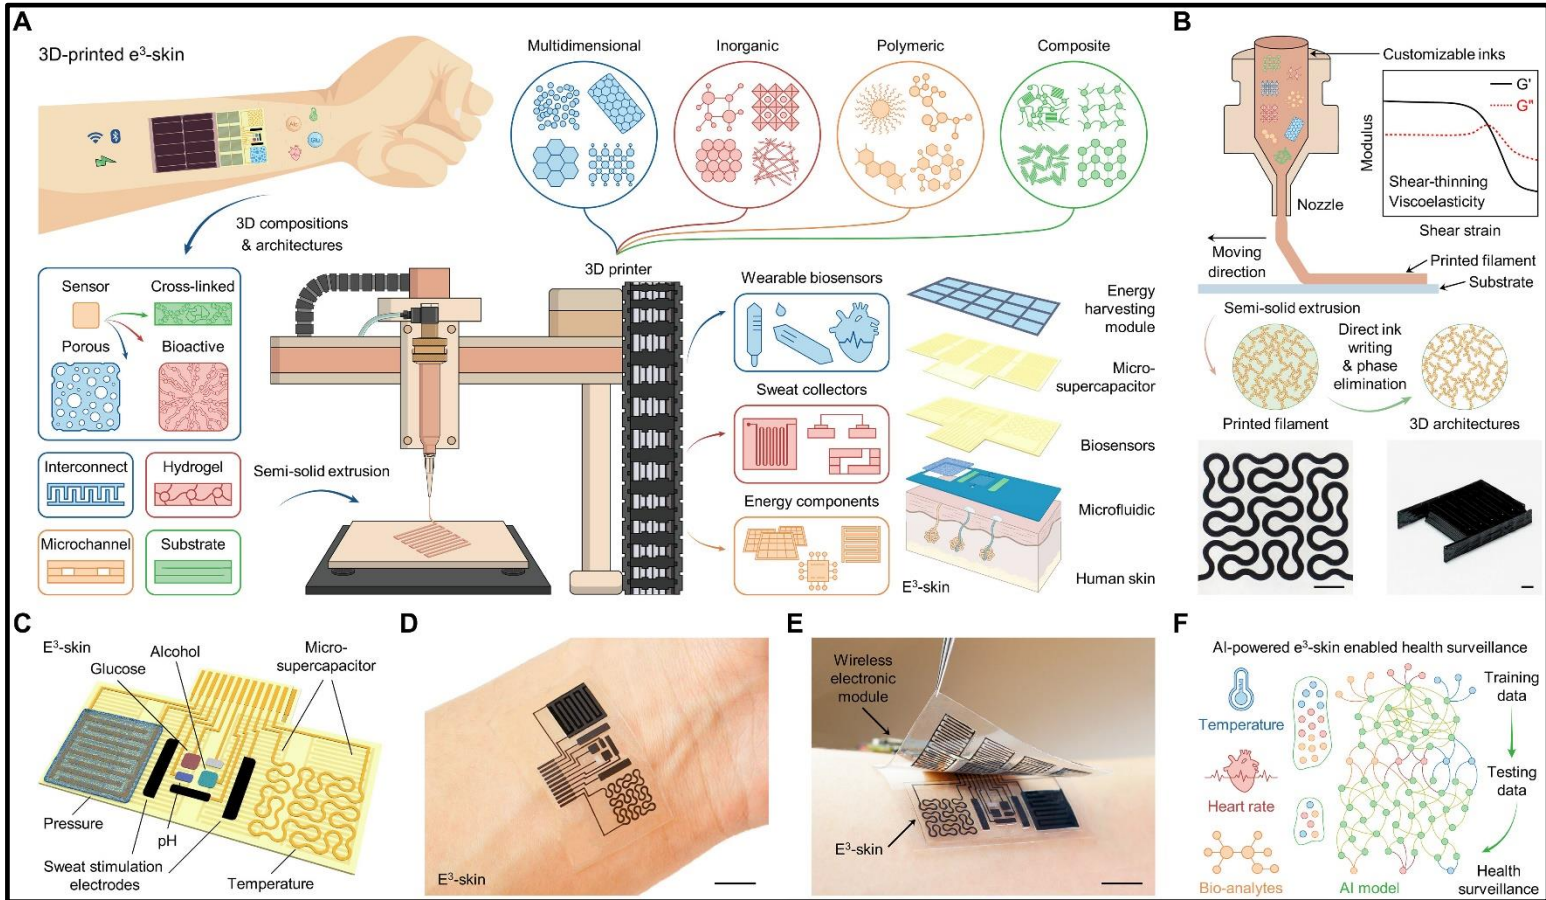 A
3D-printed e³-skin
Alc
Glu
3D compositions
& architectures
Multidimensional
Inorganic
Polymeric
Composite
3D printer
Sensor
Cross-linked
Porous
Bioactive
Interconnect
Hydrogel
Microchannel
Substrate
Semi-solid extrusion
Wearable biosensors
Sweat collectors
Energy components
Energy
harvesting
module
Micro-
supercapacitor
Biosensors
Microfluidic
Human skin
E³-skin
B
Customizable inks
G'
G"
Modulus
Shear-thinning
Viscoelasticity
Shear strain
Nozzle
Moving
direction
Printed filament
Substrate
Semi-solid extrusion
Direct ink
writing
& phase
elimination
Printed filament
3D architectures
C
E³-skin
Glucose
Alcohol
Micro-
supercapacitor
Pressure
pH
Sweat stimulation
electrodes
Temperature
D
E³-skin
E
Wireless
electronic
module
E³-skin
F
AI-powered e³-skin enabled health surveillance
Temperature
Heart rate
Bio-analytes
AI model
Training
data
Testing
data
Health
surveillance